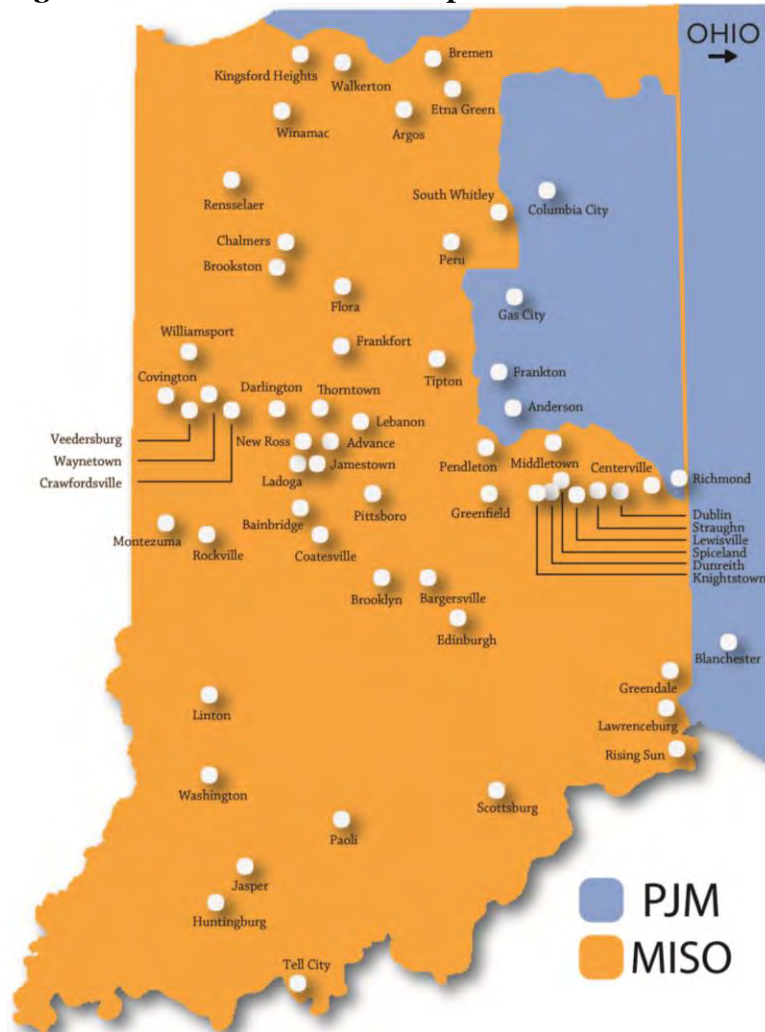 OHIO
Bremen
Kingsford Heights
Walkerton
Etna Green
Winamac
Argos
Rensselaer
South Whitley
Columbia City
Chalmers
Peru
Brookston
Flora
Gas City
Williamsport
Frankfort
Tipton
Frankton
Covington
Darlington
Thorntown
Anderson
Lebanon
Veedersburg
New Ross
Advance
Waynetown
Ladoga
Jamestown
Crawfordsville
Pendleton
Middletown
Centerville
Richmond
Pittsboro
Greenfield
Bainbridge
Dublin
Straughn
Lewisville
Spiceland
Dunreith
Knightstown
Montezuma
Rockville
Coatesville
Brooklyn
Bargersville
Edinburgh
Blanchester
Greendale
Linton
Lawrenceburg
Rising Sun
Washington
Scottsburg
Paoli
Jasper
Huntingburg
Tell City
PJM
MISO